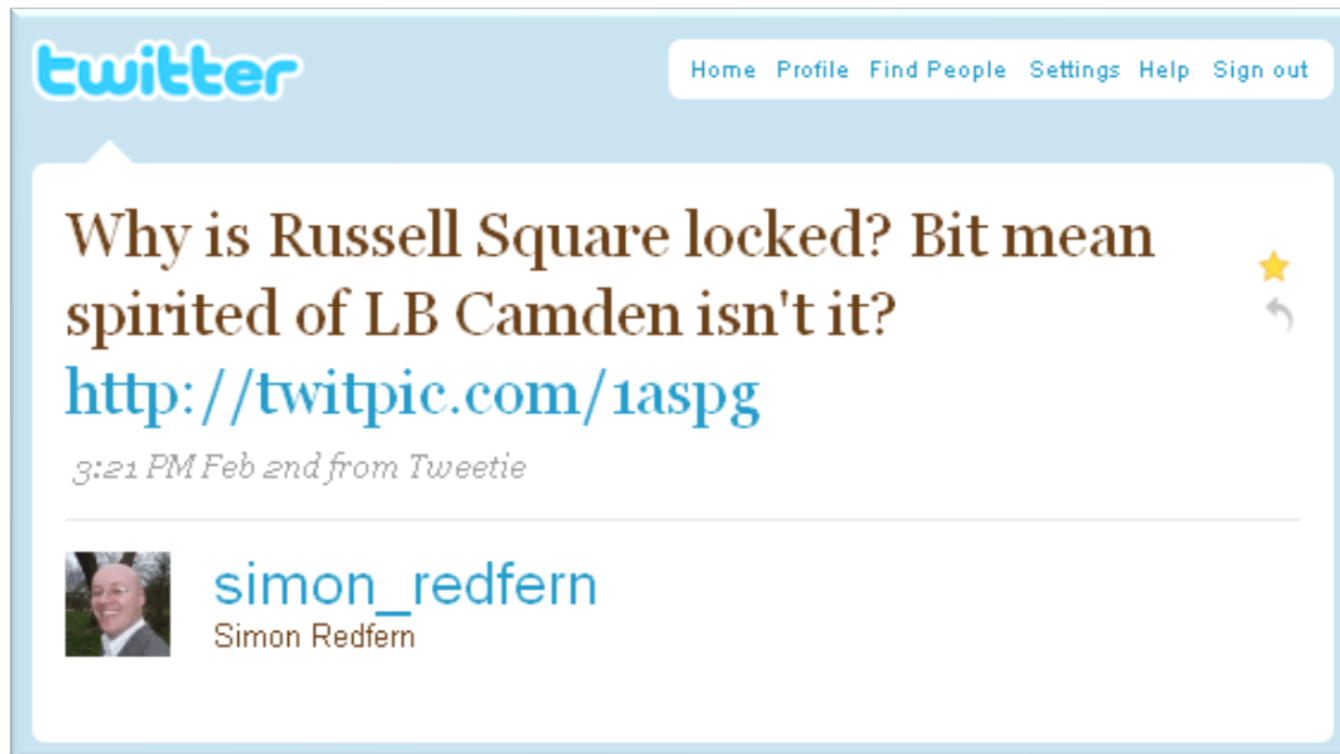 twitter
Home Profile Find People Settings Help Sign out
Why is Russell Square locked? Bit mean
spirited of LB Camden isn't it?
http://twitpic.com/1aspg
3:21 PM Feb 2nd from Tweetie
simon_redfern
Simon Redfern